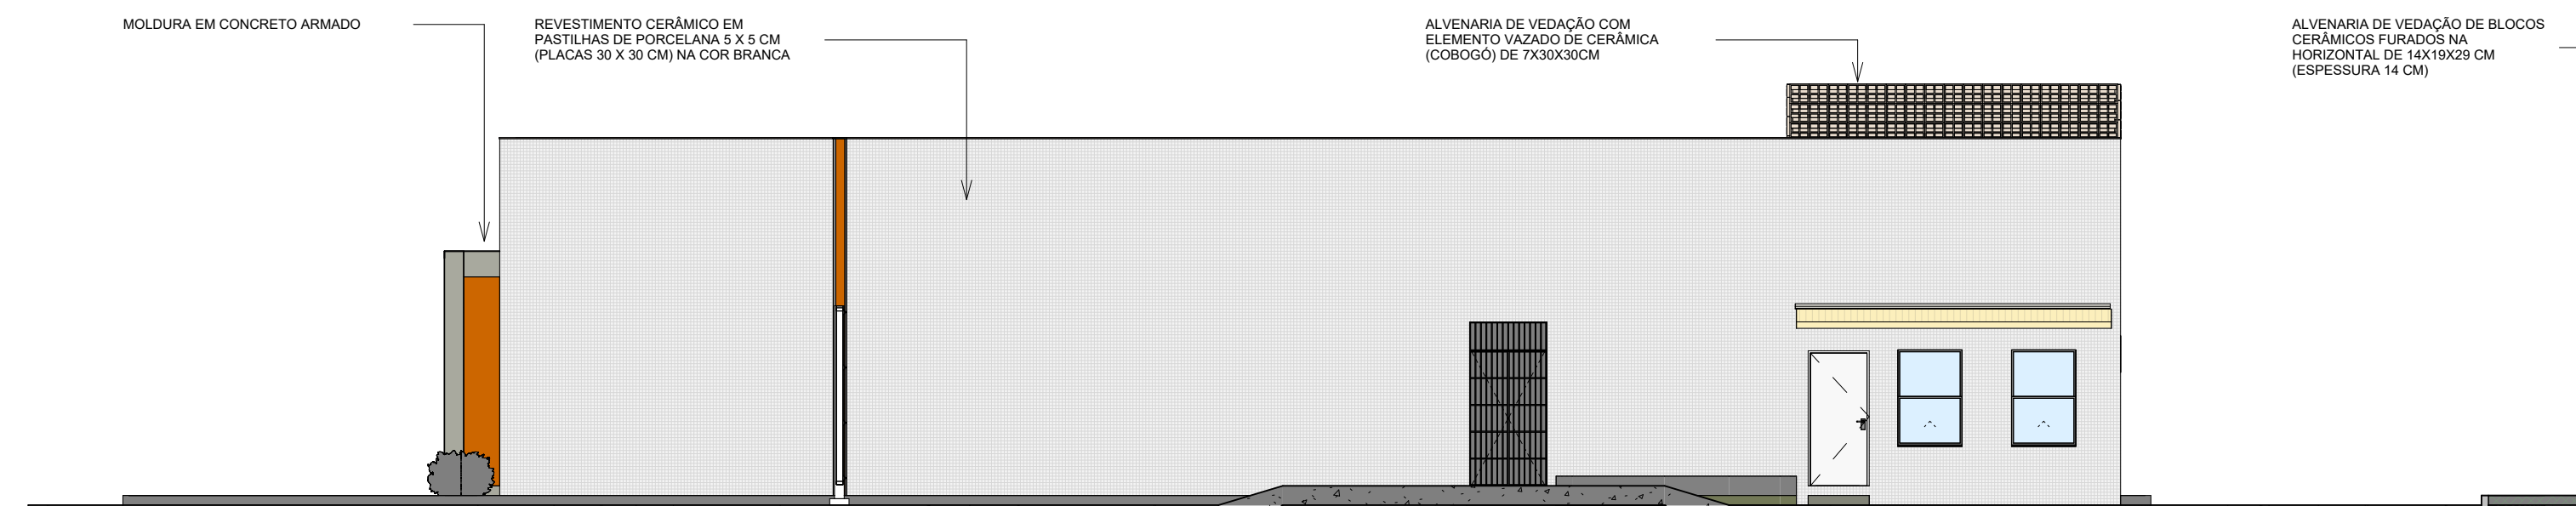 MOLDURA EM CONCRETO ARMADO
REVESTIMENTO CERÂMICO EM
PASTILHAS DE PORCELANA 5 X 5 CM
(PLACAS 30 X 30 CM) NA COR BRANCA
ALVENARIA DE VEDAÇÃO COM
ELEMENTO VAZADO DE CERÂMICA
(COBOGÓ) DE 7X30X30CM
ALVENARIA DE VEDAÇÃO DE BLOCOS
CERÂMICOS FURADOS NA
HORIZONTAL DE 14X19X29 CM
(ESPESSURA 14 CM)